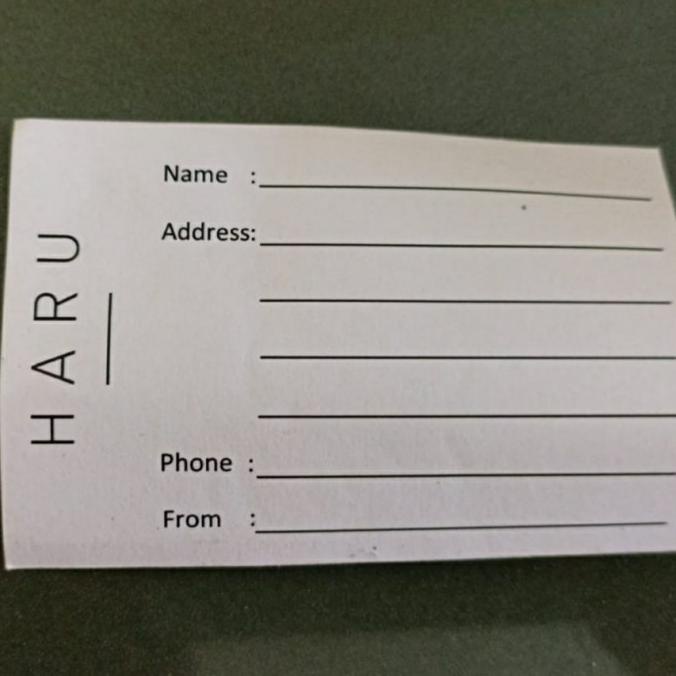 HARU
Name :
Address:
Phone :
From :